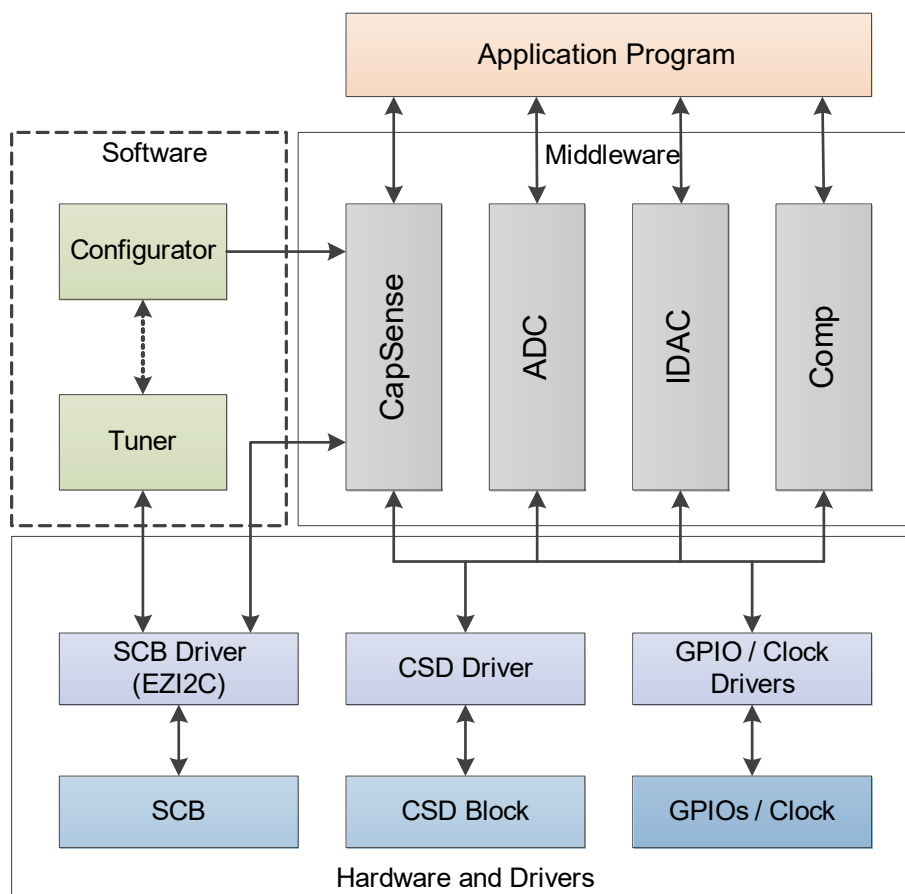 Application Program
Software
Middleware
Configurator
Tuner
CapSense
ADC
IDAC
Comp
SCB Driver
(EZI2C)
CSD Driver
GPIO / Clock
Drivers
SCB
CSD Block
GPIOs / Clock
Hardware and Drivers